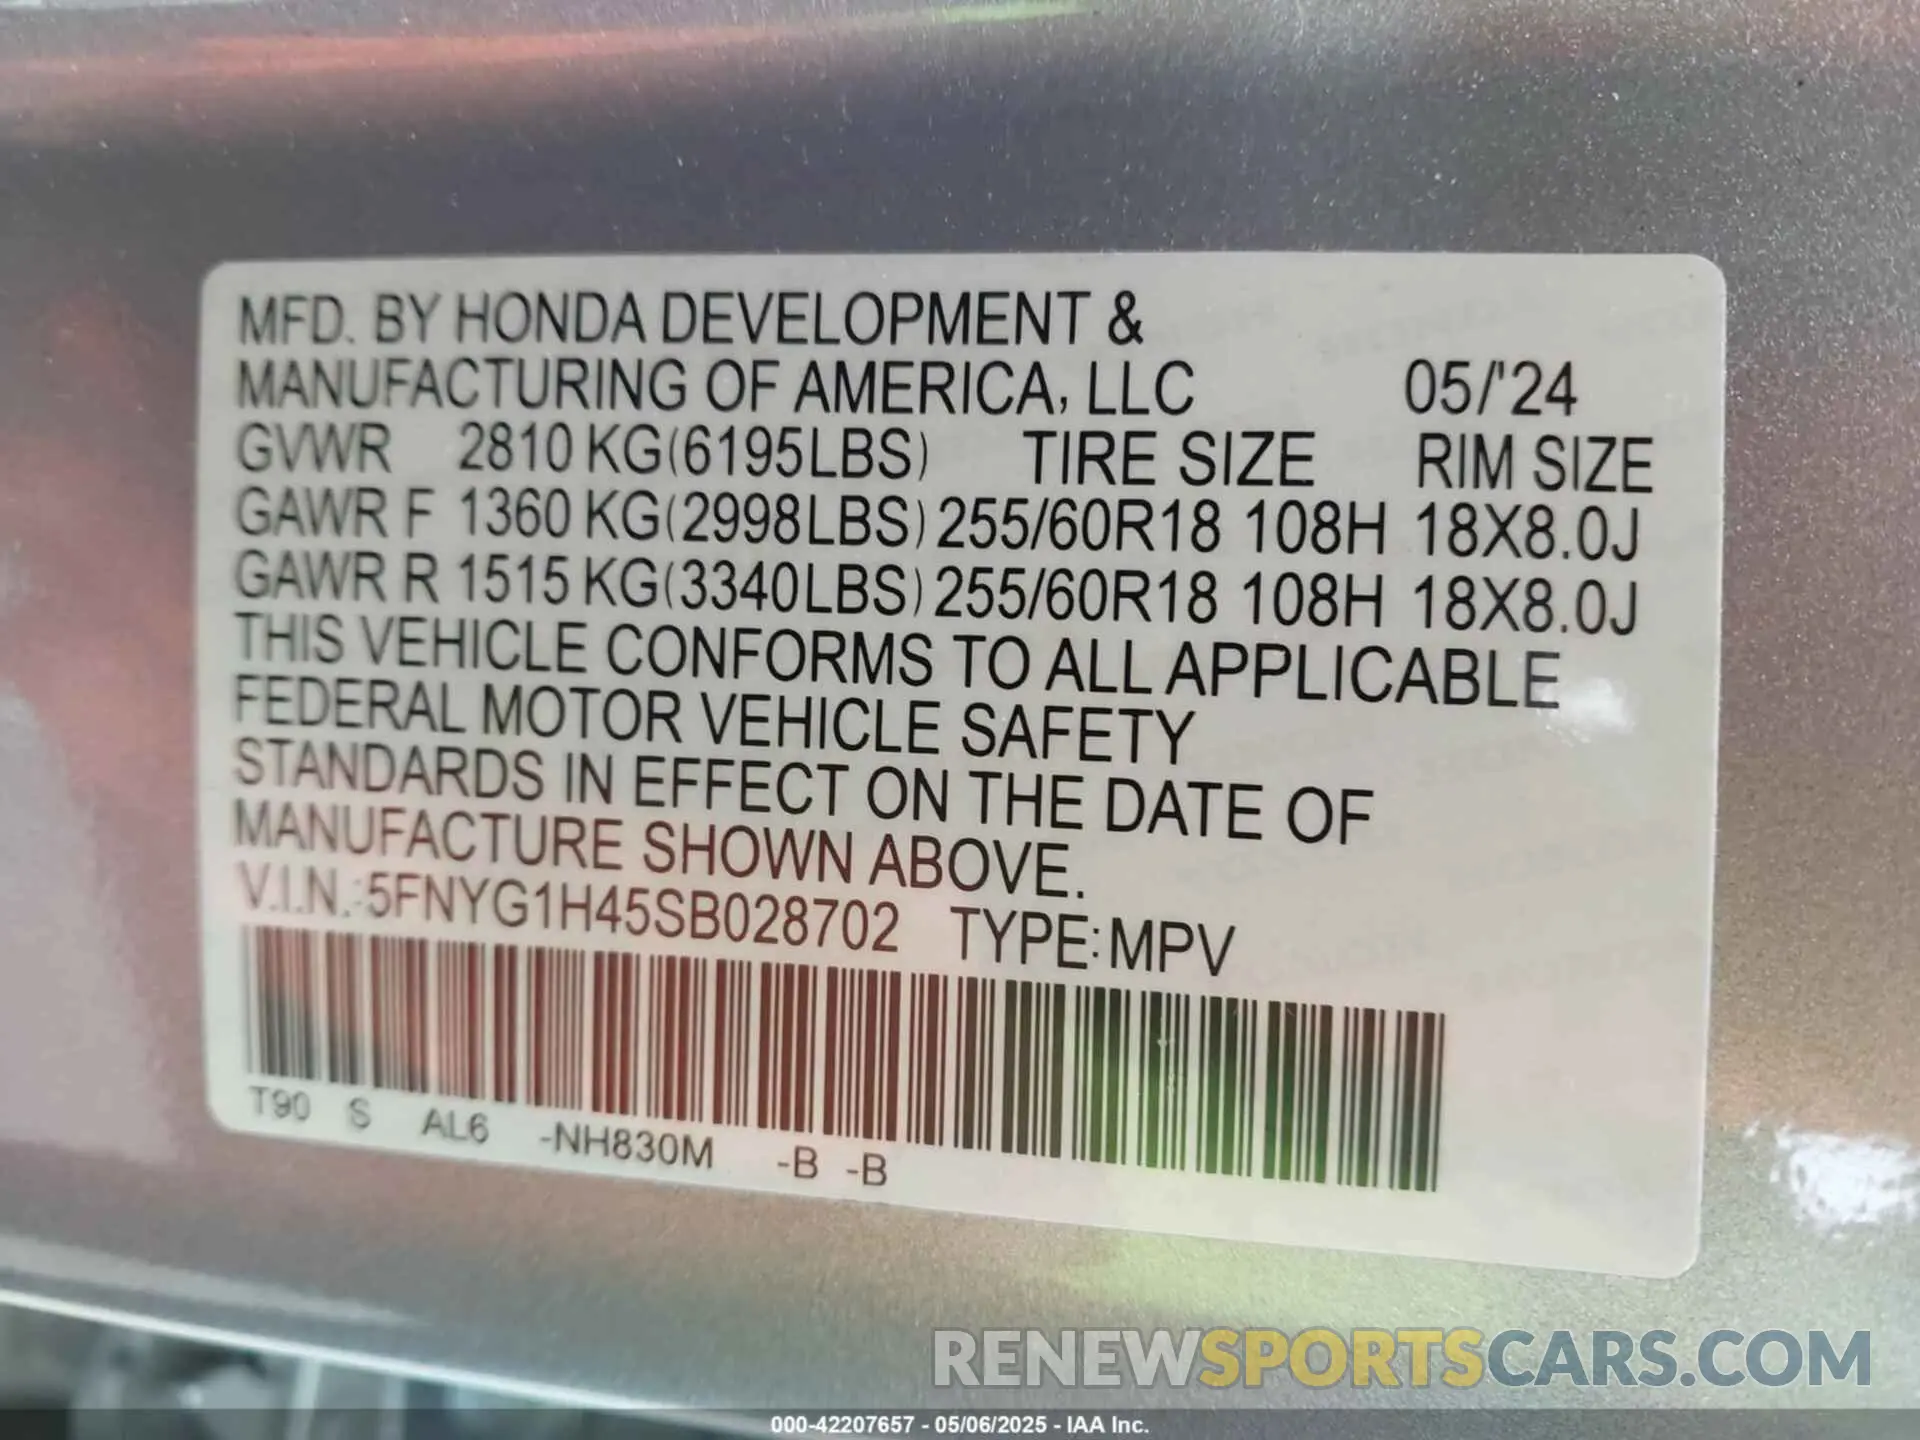 MFD. BY HONDA DEVELOPMENT &
MANUFACTURING OF AMERICA, LLC 05/'24
GVWR 2810 KG(6195LBS) TIRE SIZE RIM SIZE
GAWR F 1360 KG(2998LBS) 255/60R18 108H 18X8.0J
GAWR R 1515 KG(3340LBS) 255/60R18 108H 18X8.0J
THIS VEHICLE CONFORMS TO ALL APPLICABLE
FEDERAL MOTOR VEHICLE SAFETY
STANDARDS IN EFFECT ON THE DATE OF
MANUFACTURE SHOWN ABOVE.
V.I.N.:5FNYG1H45SB028702 TYPE:MPV
T90 S AL6 -NH830M -B -B
RENEWSPORTSCARS.COM
000-42207657 - 05/06/2025 - IAA Inc.